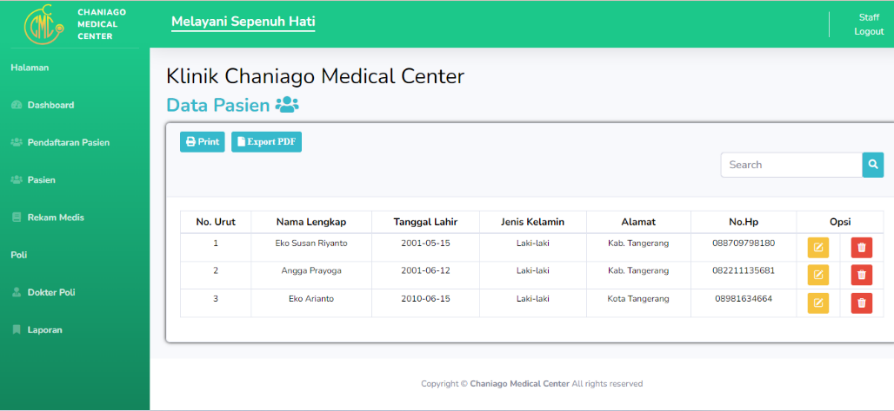 CHANIAGO
MEDICAL
CENTER
CMC
Melayani Sepenuh Hati
Staff
Logout
Halaman
Dashboard
Pendaftaran Pasien
Pasien
Rekam Medis
Poli
Dokter Poli
Laporan
Klinik Chaniago Medical Center
Data Pasien
Print Export PDF
Search
No. Urut Nama Lengkap Tanggal Lahir Jenis Kelamin Alamat No.Hp Opsi
1 Eko Susan Riyanto 2001-05-15 Laki-laki Kab. Tangerang 088709798180
2 Angga Prayoga 2001-06-12 Laki-laki Kab. Tangerang 082211135681
3 Eko Arianto 2010-06-15 Laki-laki Kota Tangerang 08981634664
Copyright © Chaniago Medical Center All rights reserved